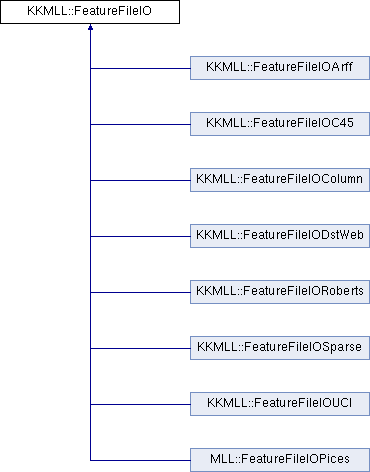 KKMLL::FeatureFileIO
KKMLL::FeatureFileIOArff
KKMLL::FeatureFileIOC45
KKMLL::FeatureFileIOColumn
KKMLL::FeatureFileIODstWeb
KKMLL::FeatureFileIORoberts
KKMLL::FeatureFileIOSparse
KKMLL::FeatureFileIOUCI
MLL::FeatureFileIOPices